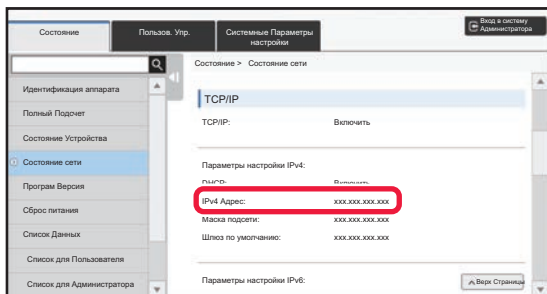 Состояние
Пользов. Упр.
Системные Параметры
настройки
Вход в систему
Администратора
Состояние > Состояние сети
Идентификация аппарата
Полный Подсчет
Состояние Устройства
Состояние сети
Програм Версия
Сброс питания
Список Данных
Список для Пользователя
Список для Администратора
TCP/IP
TCP/IP: Включить
Параметры настройки IPv4:
DHCP: Включить
IPv4 Адрес: xxx.xxx.xxx.xxx
Маска подсети: xxx.xxx.xxx.xxx
Шлюз по умолчанию: xxx.xxx.xxx.xxx
Параметры настройки IPv6:
Верх Страницы